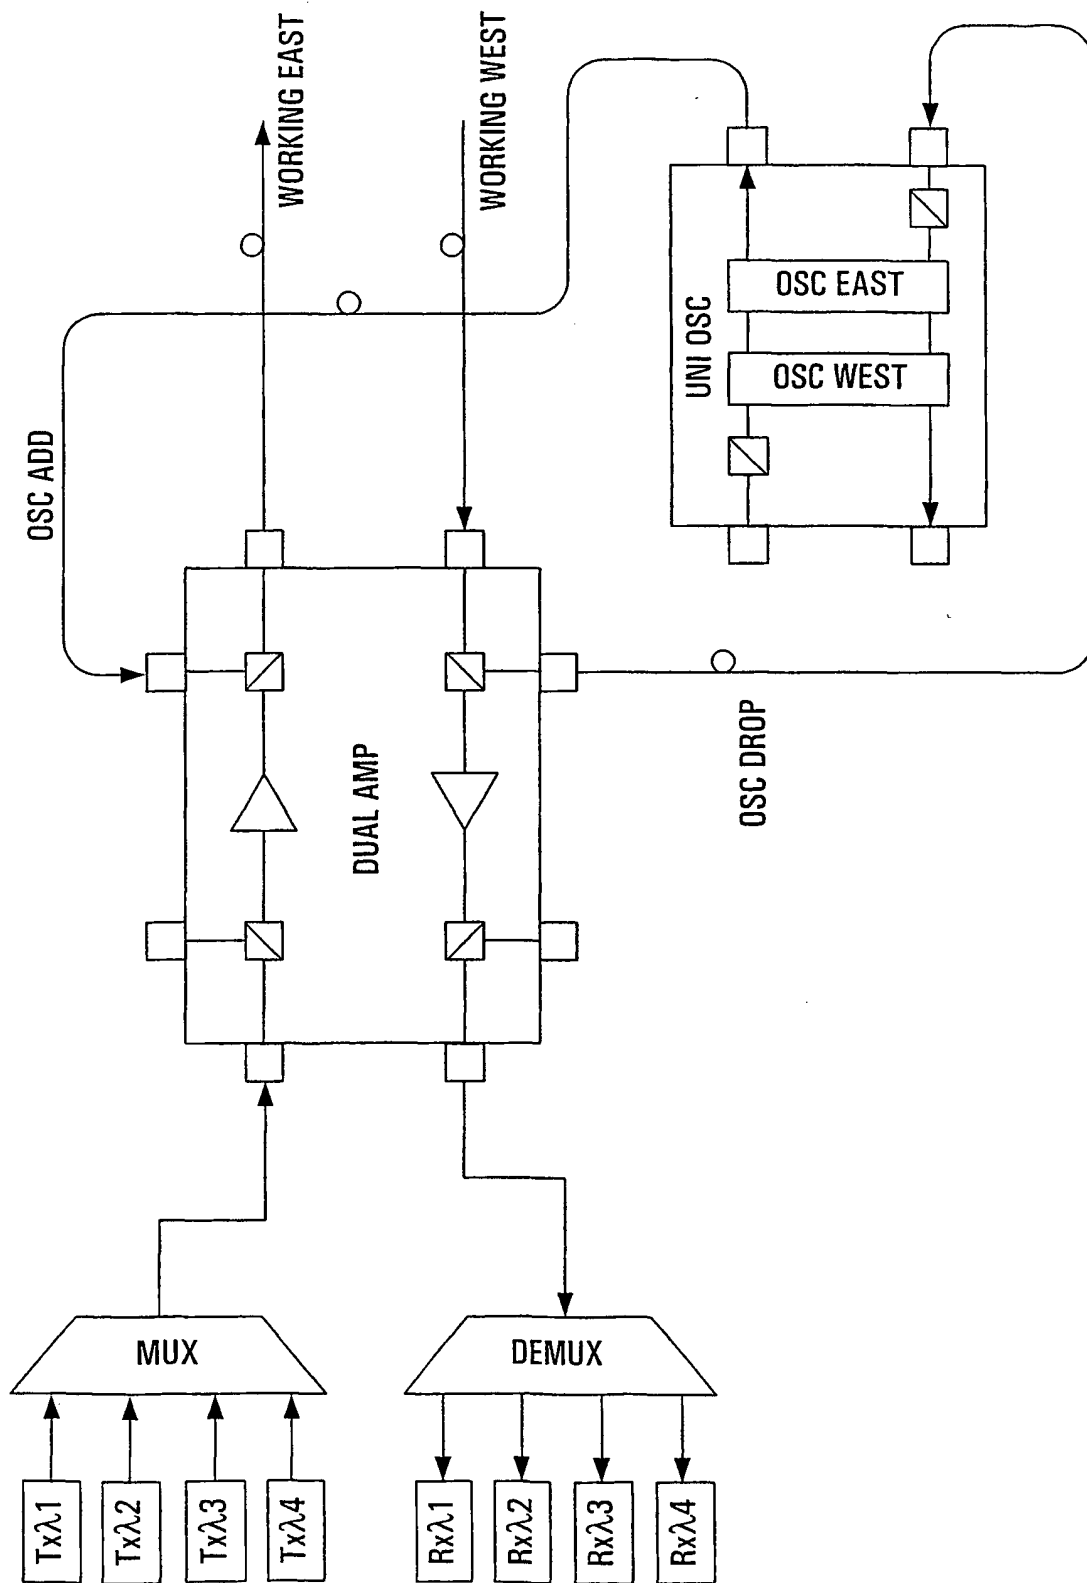 Txλ1
Txλ2
Txλ3
Txλ4
MUX
Rxλ1
Rxλ2
Rxλ3
Rxλ4
DEMUX
DUAL AMP
OSC ADD
OSC DROP
WORKING EAST
WORKING WEST
UNI OSC
OSC WEST
OSC EAST